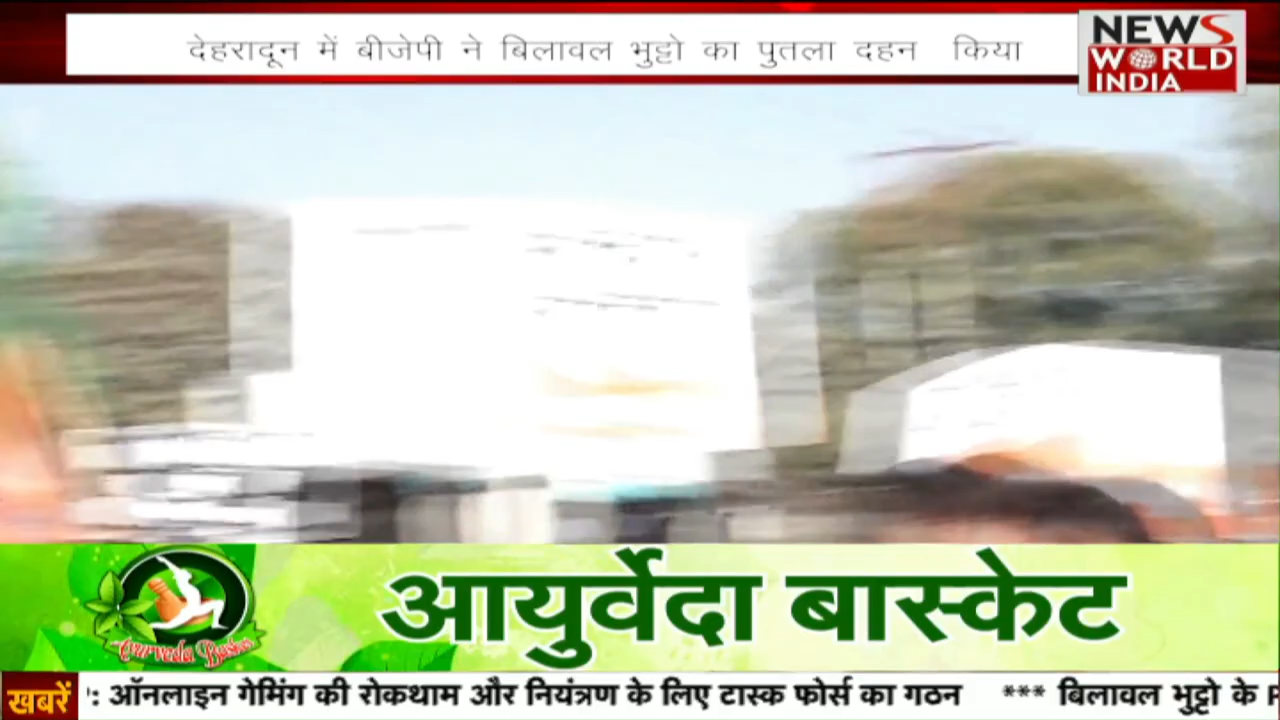 देहरादून में बीजेपी ने बिलावल भुट्टो का पुतला दहन किया
NEWS
WORLD
INDIA
आयुर्वेदा बास्केट
Ayurveda Basket
खबरें
': ऑनलाइन गेमिंग की रोकथाम और नियंत्रण के लिए टास्क फोर्स का गठन *** बिलावल भुट्टो के